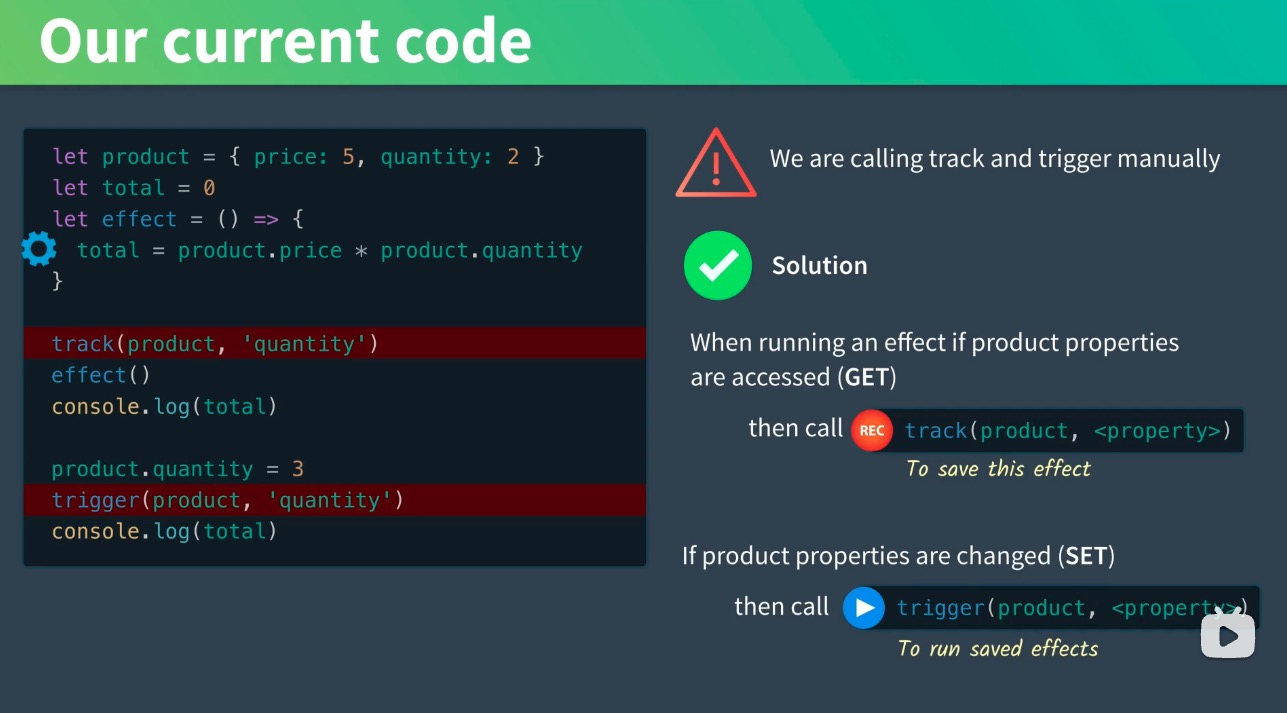 Our current code
let product = { price: 5, quantity: 2 }
let total = 0
let effect = () => {
total = product.price * product.quantity
}
track(product, 'quantity')
effect()
console.log(total)
product.quantity = 3
trigger(product, 'quantity')
console.log(total)
We are calling track and trigger manually
Solution
When running an effect if product properties
are accessed (GET)
then call REC track(product, <property>)
To save this effect
If product properties are changed (SET)
then call trigger(product, <property>)
To run saved effects